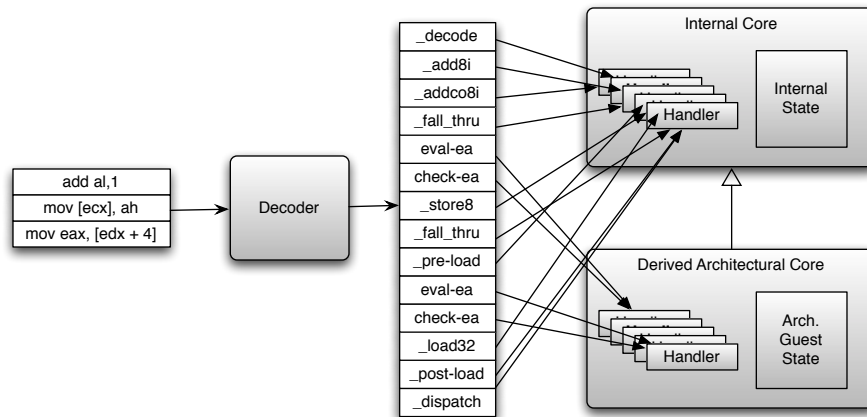 add al,1
mov [ecx], ah
mov eax, [edx + 4]
Decoder
_decode
_add8i
_addco8i
_fall_thru
eval-ea
check-ea
_store8
_fall_thru
_pre-load
eval-ea
check-ea
_load32
_post-load
_dispatch
Internal Core
Handler
Internal
State
Derived Architectural Core
Handler
Arch.
Guest
State